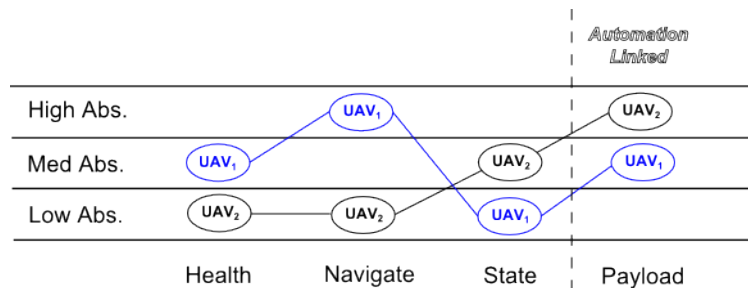 Automation
Linked
High Abs. UAV₁ UAV₂
Med Abs. UAV₁ UAV₂ UAV₁
Low Abs. UAV₂ UAV₂ UAV₁
Health Navigate State Payload